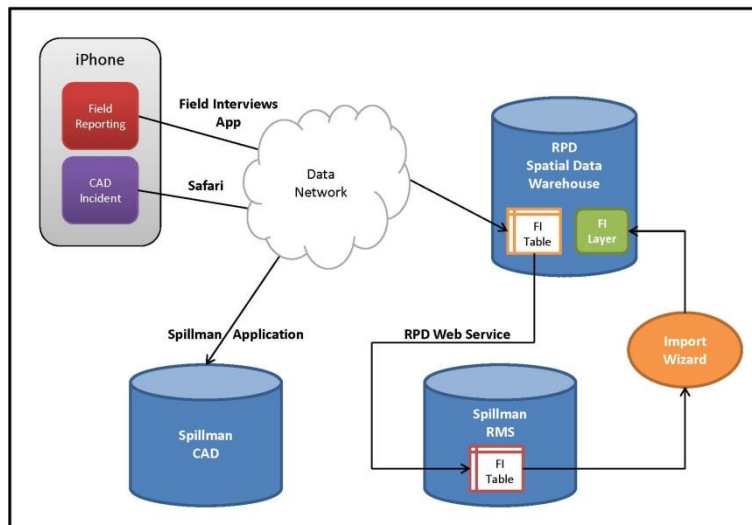 iPhone
Field
Reporting
CAD
Incident
Field Interviews
App
Safari
Data
Network
RPD
Spatial Data
Warehouse
FI
Table
FI
Layer
Spillman Application
RPD Web Service
Import
Wizard
Spillman
CAD
Spillman
RMS
FI
Table